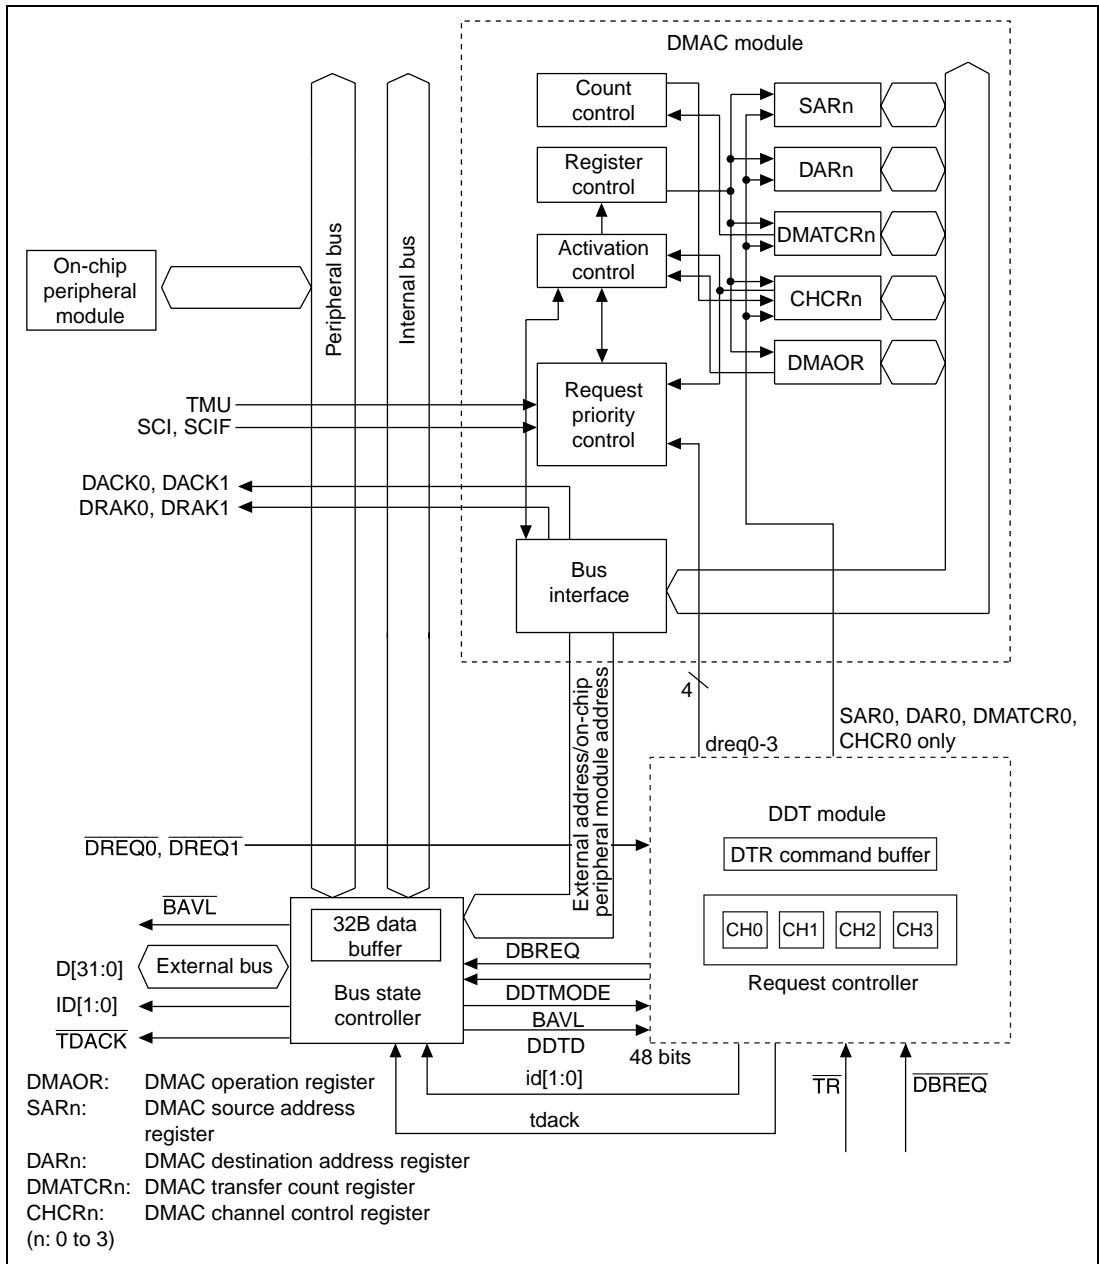 DMAC module
Count
control
SARn
Register
control
DARn
DMATCRn
Activation
control
CHCRn
On-chip
peripheral
module
Peripheral bus
Internal bus
DMAOR
Request
priority
control
TMU
SCI, SCIF
DACK0, DACK1
DRAK0, DRAK1
Bus
interface
External address/on-chip
peripheral module address
4
dreq0-3
SAR0, DAR0, DMATCR0,
CHCR0 only
DDT module
DTR command buffer
CH0 CH1 CH2 CH3
Request controller
DREQ0, DREQ1
BAVL
32B data
buffer
D[31:0]
External bus
ID[1:0]
TDACK
Bus state
controller
DBREQ
DDTMODE
BAVL
DDTD
48 bits
id[1:0]
tdack
TR
DBREQ
DMAOR: DMAC operation register
SARn: DMAC source address
register
DARn: DMAC destination address register
DMATCRn: DMAC transfer count register
CHCRn: DMAC channel control register
(n: 0 to 3)